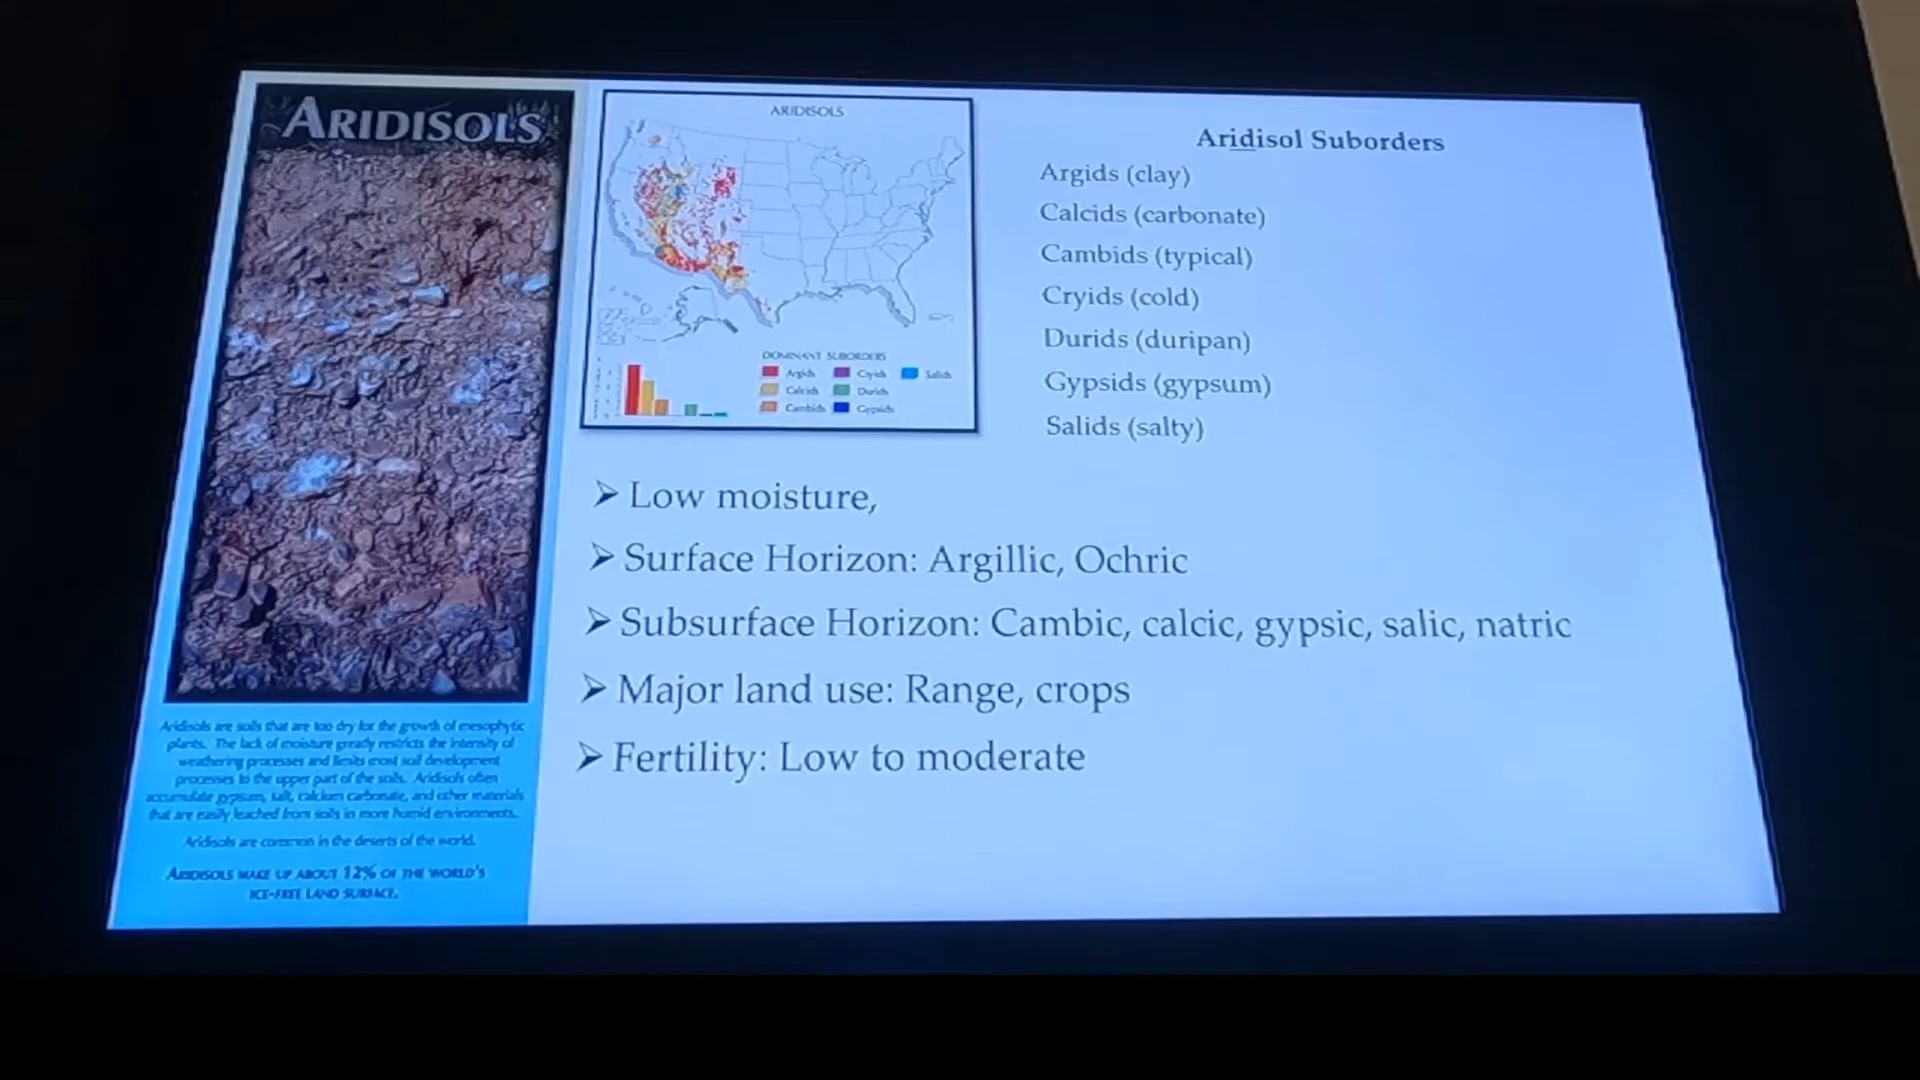 ARIDISOLS
Aridisols are soils that are too dry for the growth of mesophytic
plants. The lack of moisture greatly restricts the intensity of
weathering processes and limits most soil development
processes to the upper part of the soils. Aridisols often
accumulate gypsum, salt, calcium carbonate, and other materials
that are easily leached from soils in more humid environments.
Aridisols are common in the deserts of the world.
ARIDISOLS MAKE UP ABOUT 12% OF THE WORLD'S
ICE-FREE LAND SURFACE.
ARIDISOLS
DOMINANT SUBORDERS
Argids Cryids Salids
Calcids Durids
Cambids Gypsids
Aridisol Suborders
Argids (clay)
Calcids (carbonate)
Cambids (typical)
Cryids (cold)
Durids (duripan)
Gypsids (gypsum)
Salids (salty)
➢ Low moisture,
➢ Surface Horizon: Argillic, Ochric
➢ Subsurface Horizon: Cambic, calcic, gypsic, salic, natric
➢ Major land use: Range, crops
➢ Fertility: Low to moderate